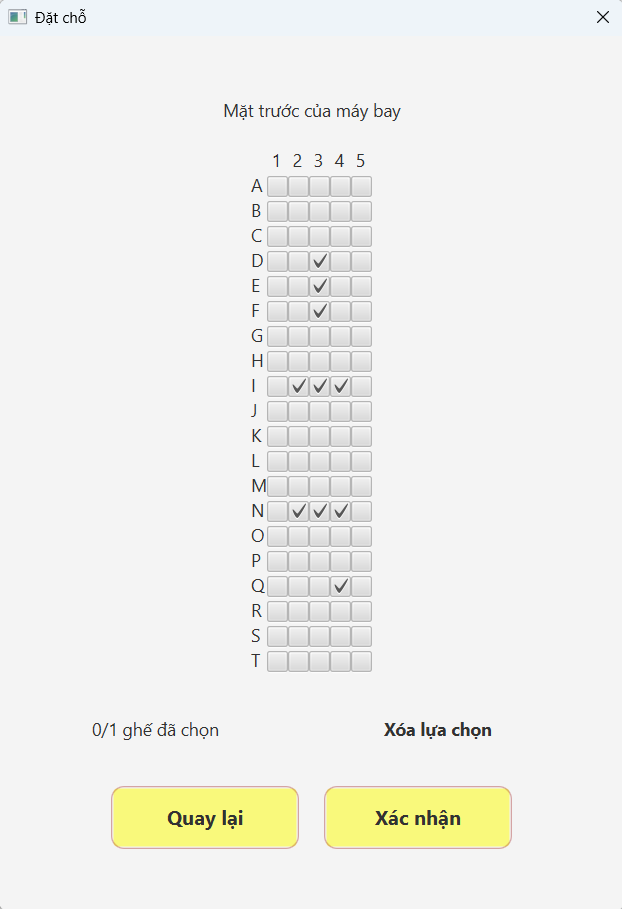 Đặt chỗ
Mặt trước của máy bay
1 2 3 4 5
A
B
C
D
E
F
G
H
I
J
K
L
M
N
O
P
Q
R
S
T
0/1 ghế đã chọn
Xóa lựa chọn
Quay lại
Xác nhận